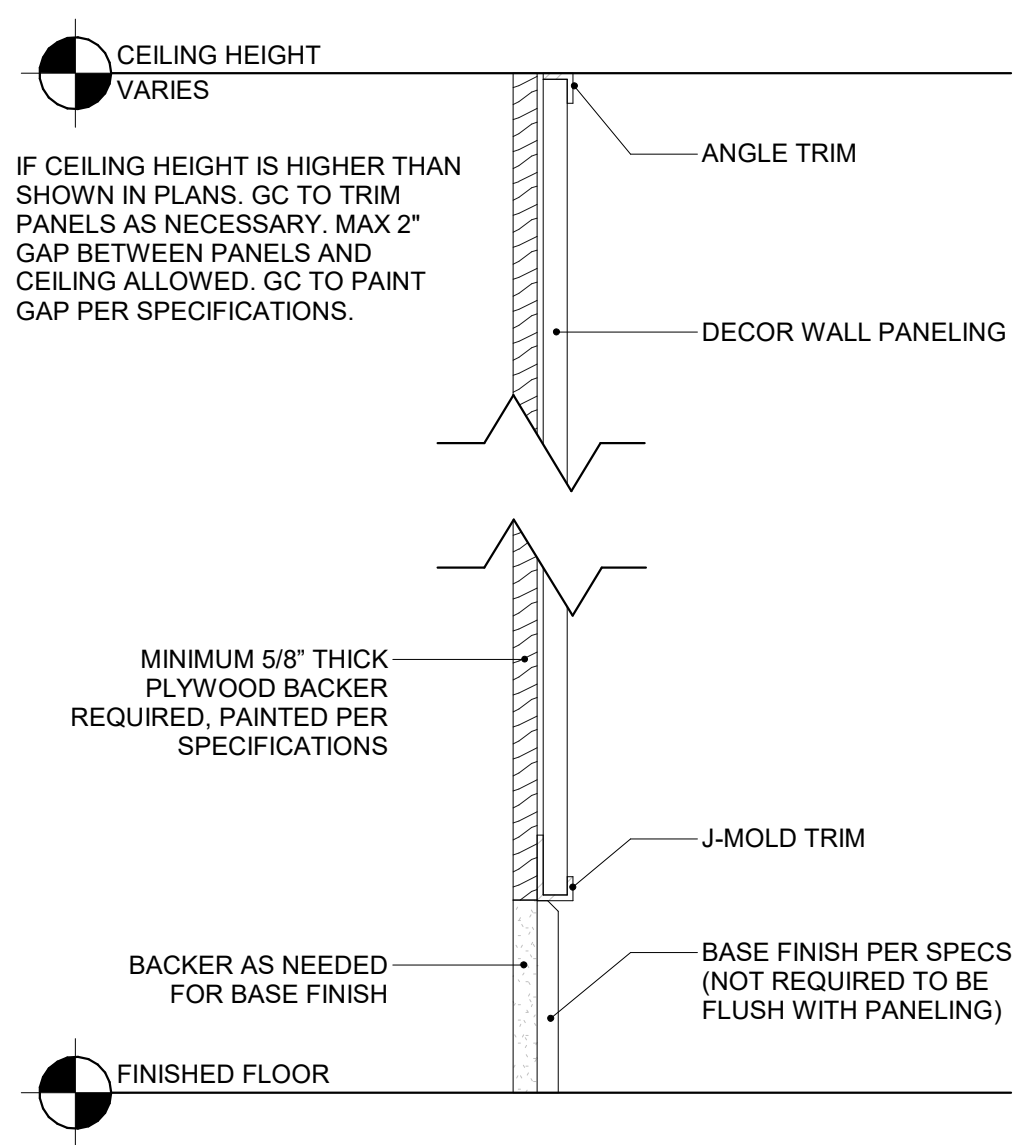 CEILING HEIGHT
VARIES
IF CEILING HEIGHT IS HIGHER THAN
SHOWN IN PLANS. GC TO TRIM
PANELS AS NECESSARY. MAX 2"
GAP BETWEEN PANELS AND
CEILING ALLOWED. GC TO PAINT
GAP PER SPECIFICATIONS.
ANGLE TRIM
DECOR WALL PANELING
MINIMUM 5/8” THICK
PLYWOOD BACKER
REQUIRED, PAINTED PER
SPECIFICATIONS
J-MOLD TRIM
BACKER AS NEEDED
FOR BASE FINISH
BASE FINISH PER SPECS
(NOT REQUIRED TO BE
FLUSH WITH PANELING)
FINISHED FLOOR